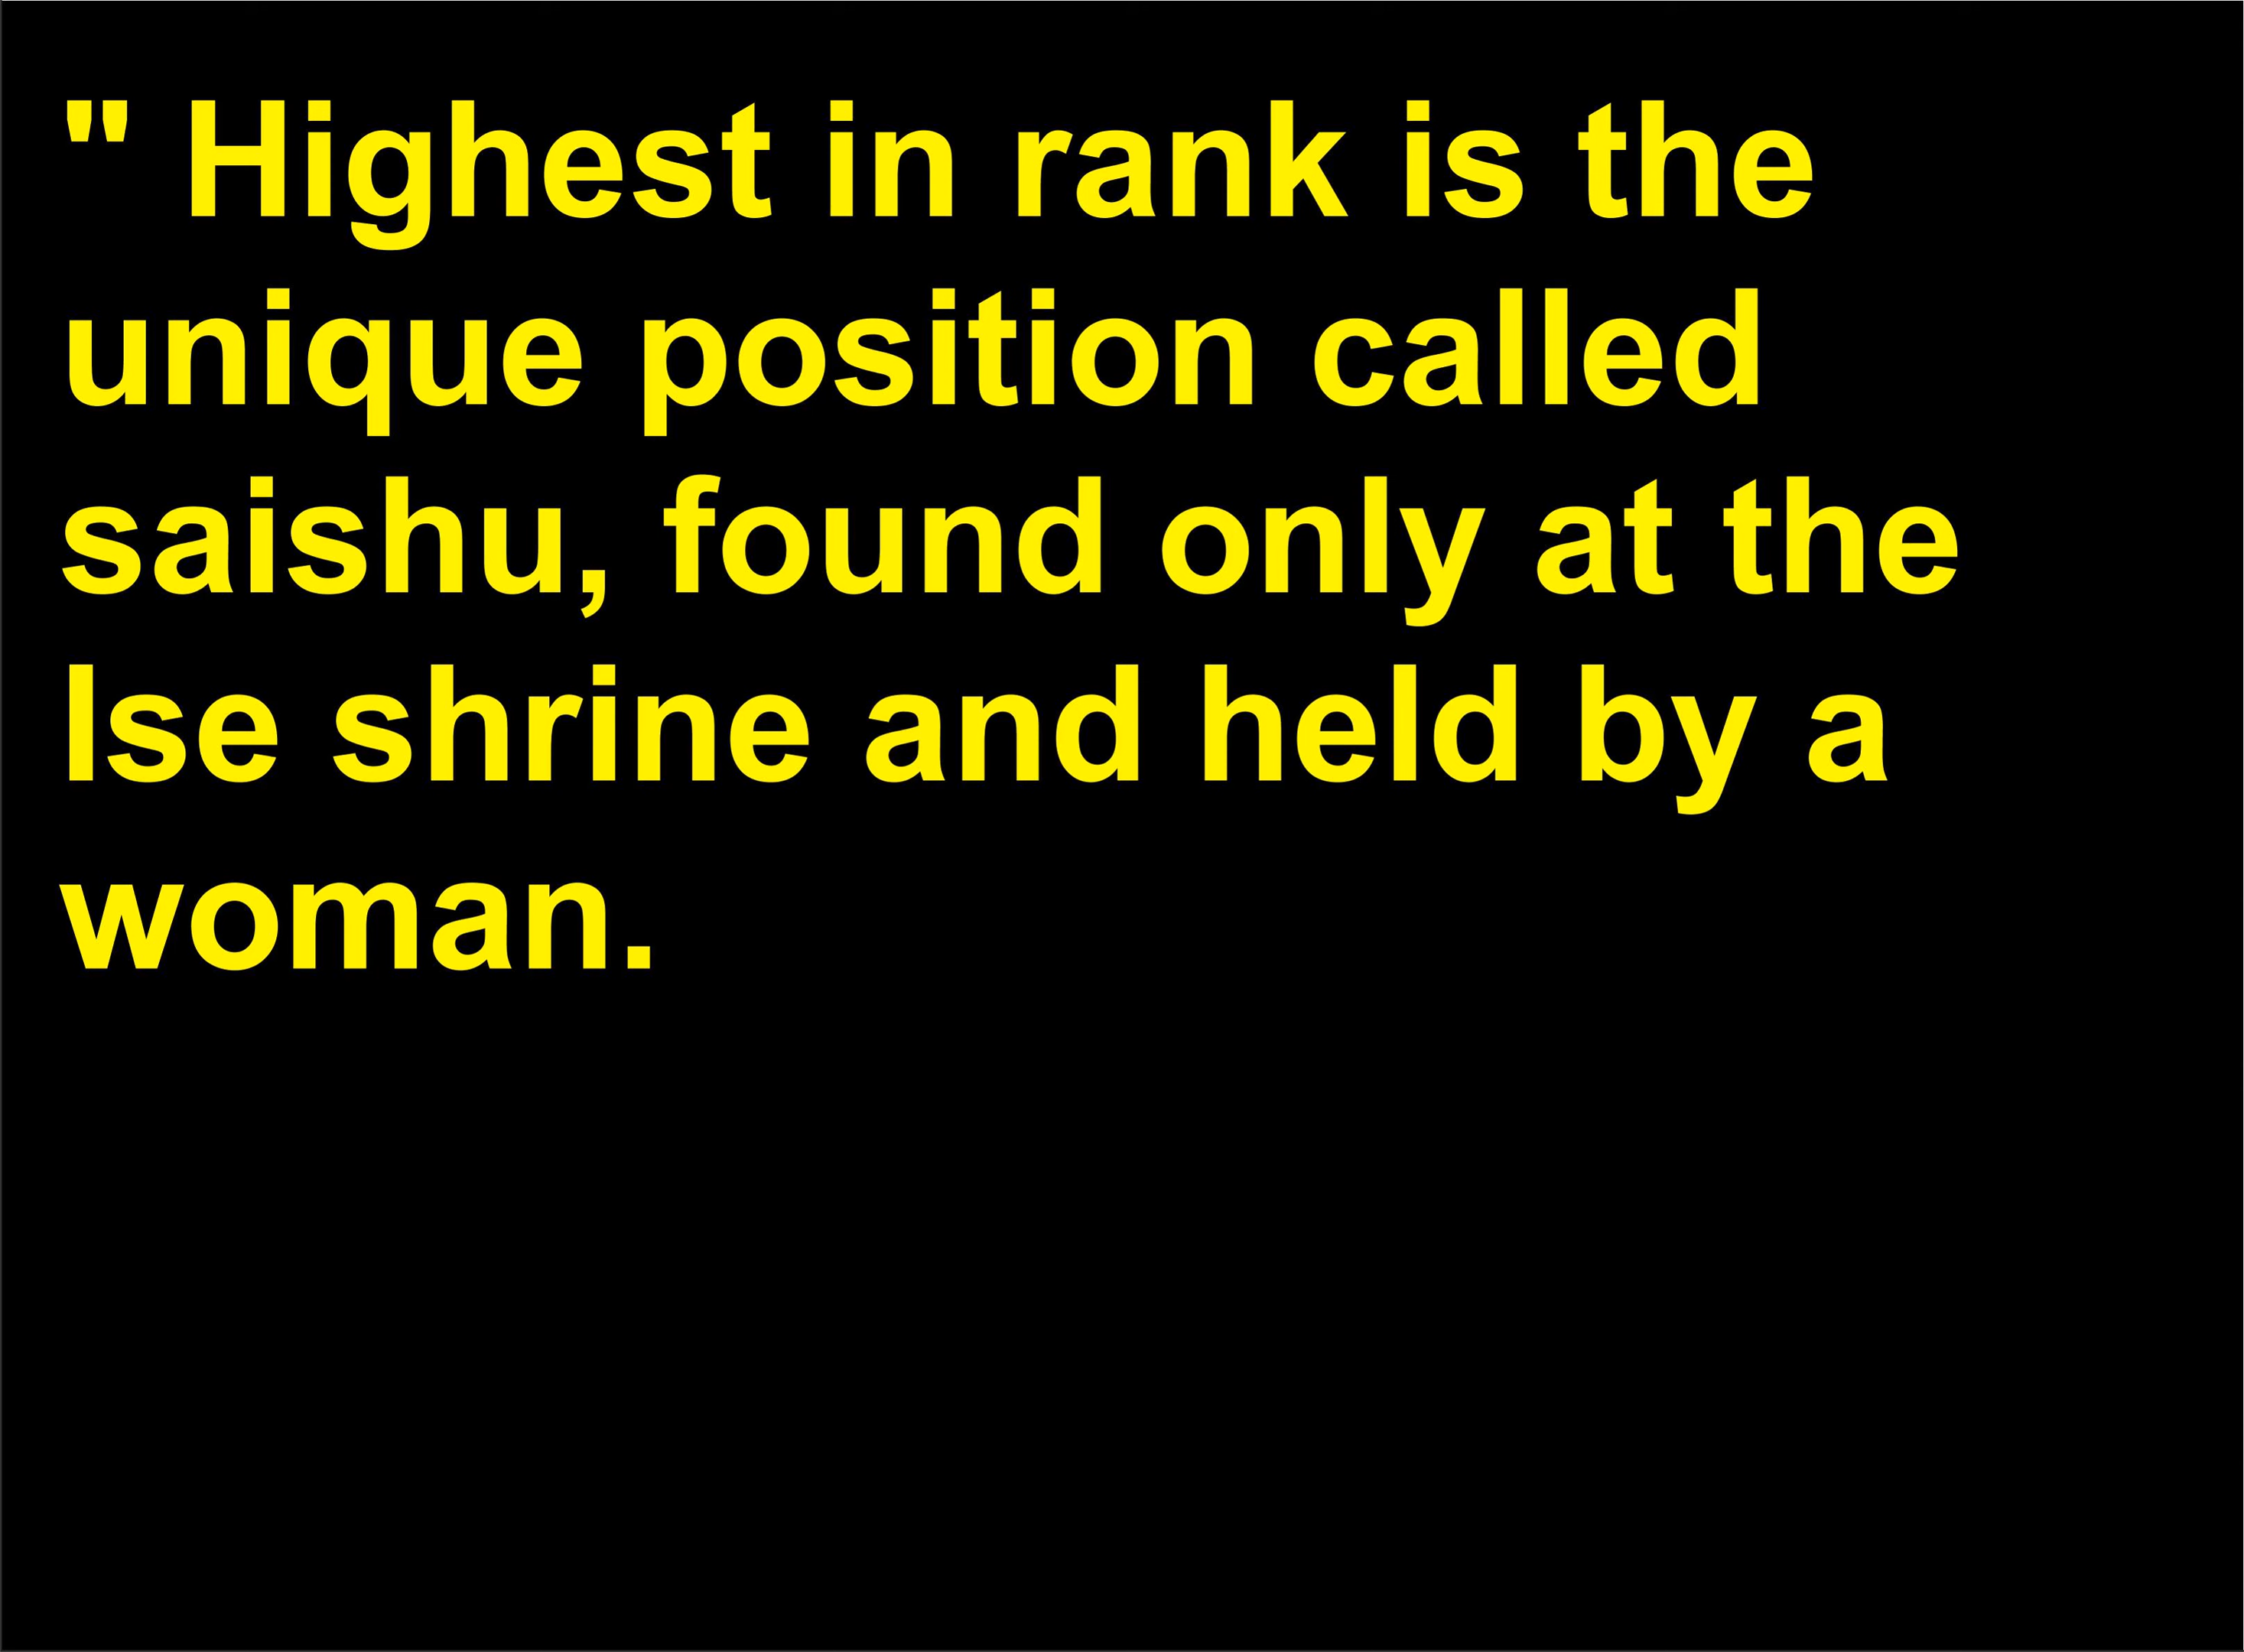 " Highest in rank is the
unique position called
saishu, found only at the
Ise shrine and held by a
woman.